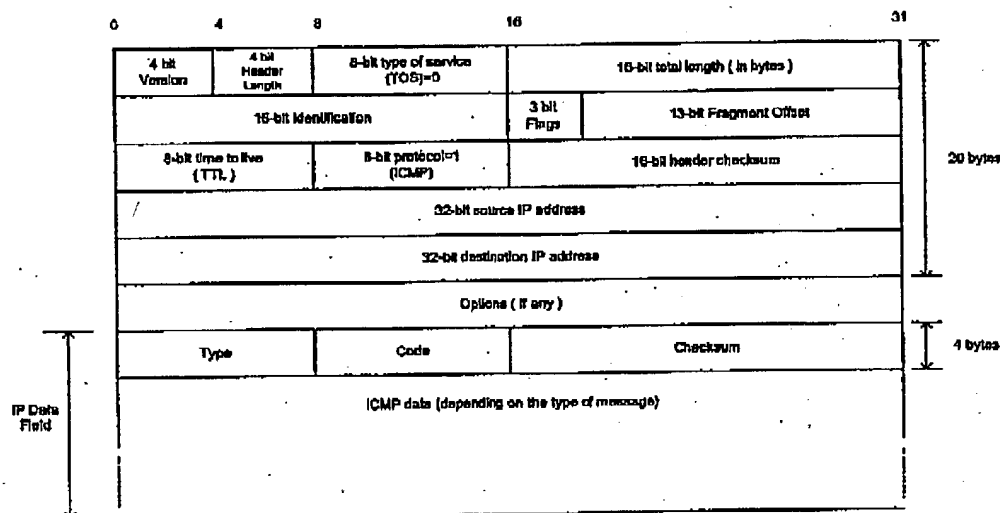 0 4 8 16 31
4 bit
Version
4 bit
Header
Length
8-bit type of service
(TOS)=0
16-bit total length ( in bytes )
16-bit Identification
3 bit
Flags
13-bit Fragment Offset
8-bit time to live
( TTL )
8-bit protocol=1
(ICMP)
16-bit header checksum
20 bytes
32-bit source IP address
32-bit destination IP address
Options ( if any )
Type
Code
Checksum
4 bytes
IP Data
Field
ICMP data (depending on the type of message)